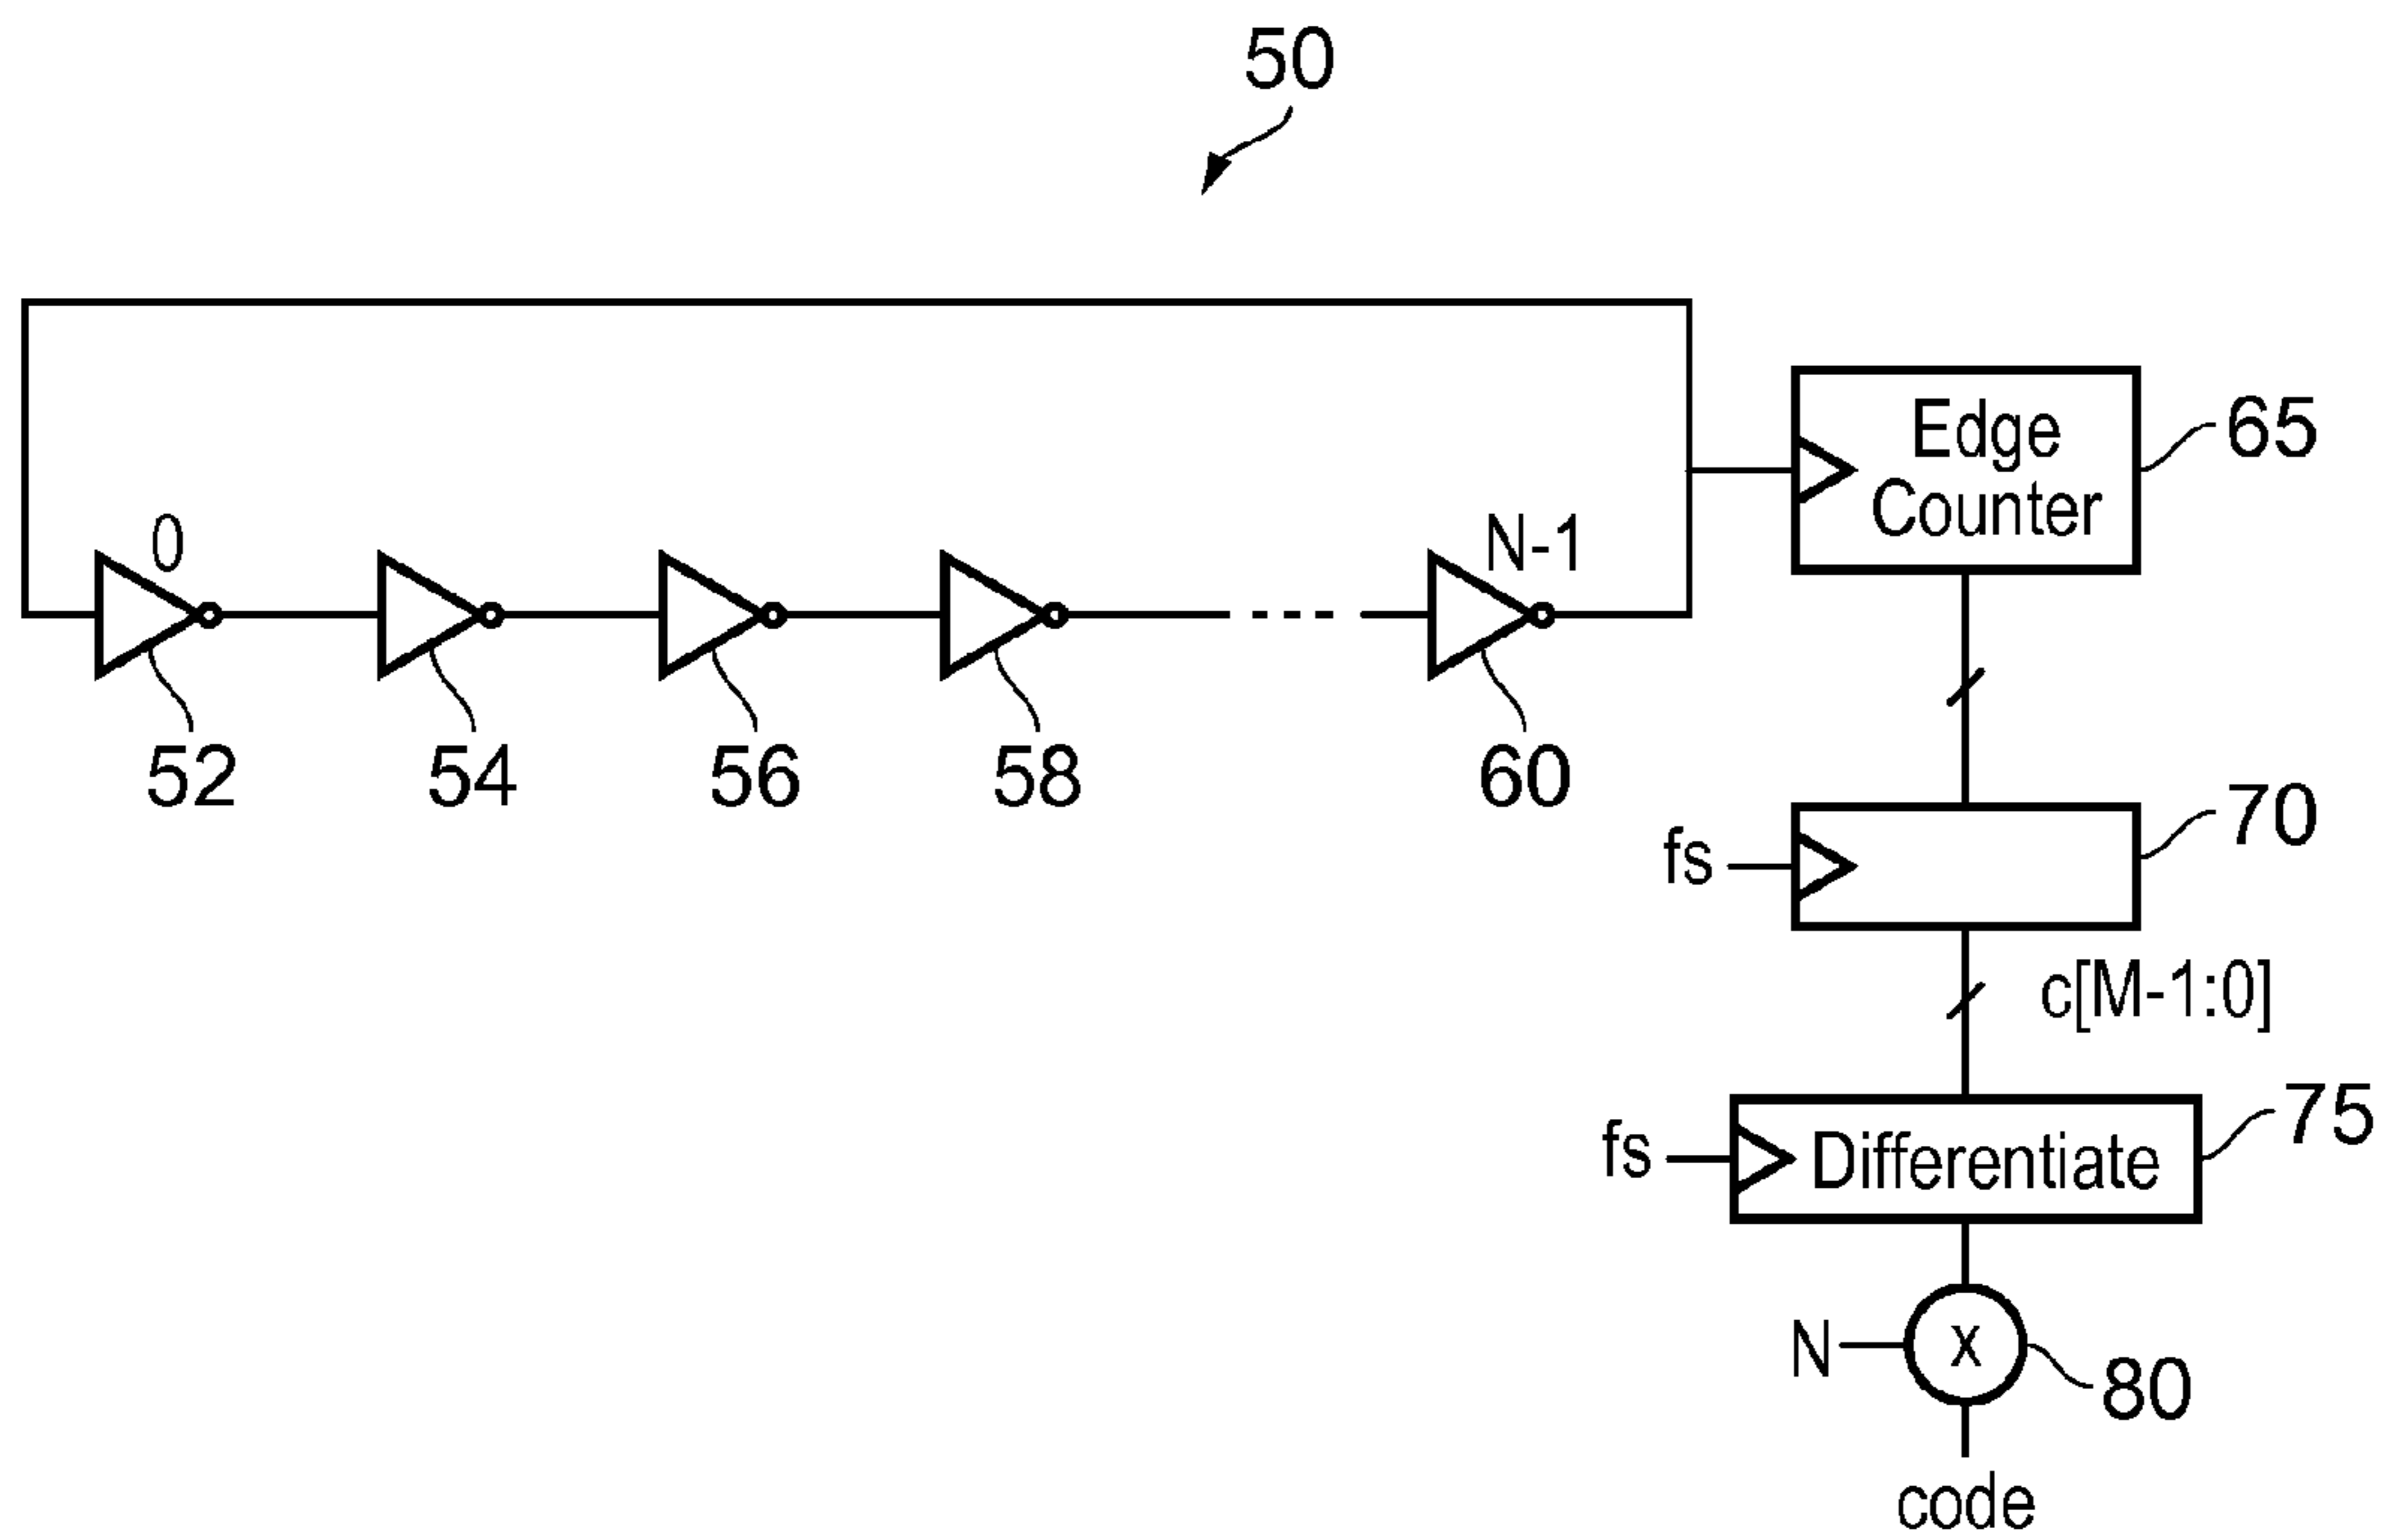 50
Edge
Counter
65
0
N-1
52
54
56
58
60
70
fs
c[M-1:0]
75
fs
Differentiate
N
x
80
code